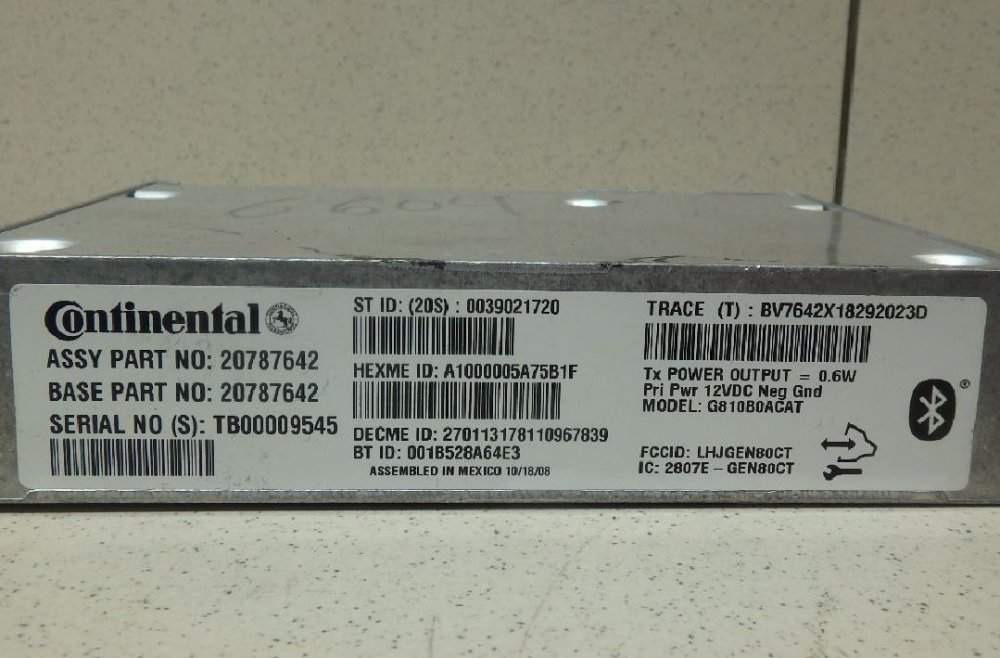 Continental
ASSY PART NO: 20787642
BASE PART NO: 20787642
SERIAL NO (S): TB00009545
ST ID: (20S) : 0039021720
HEXME ID: A1000005A75B1F
DECME ID: 270113178110967839
BT ID: 001B528A64E3
ASSEMBLED IN MEXICO 10/18/08
TRACE (T) : BV7642X18292023D
Tx POWER OUTPUT = 0.6W
Pri Pwr 12VDC Neg Gnd
MODEL: G810B0ACAT
FCCID: LHJGEN80CT
IC: 2807E - GEN80CT
®